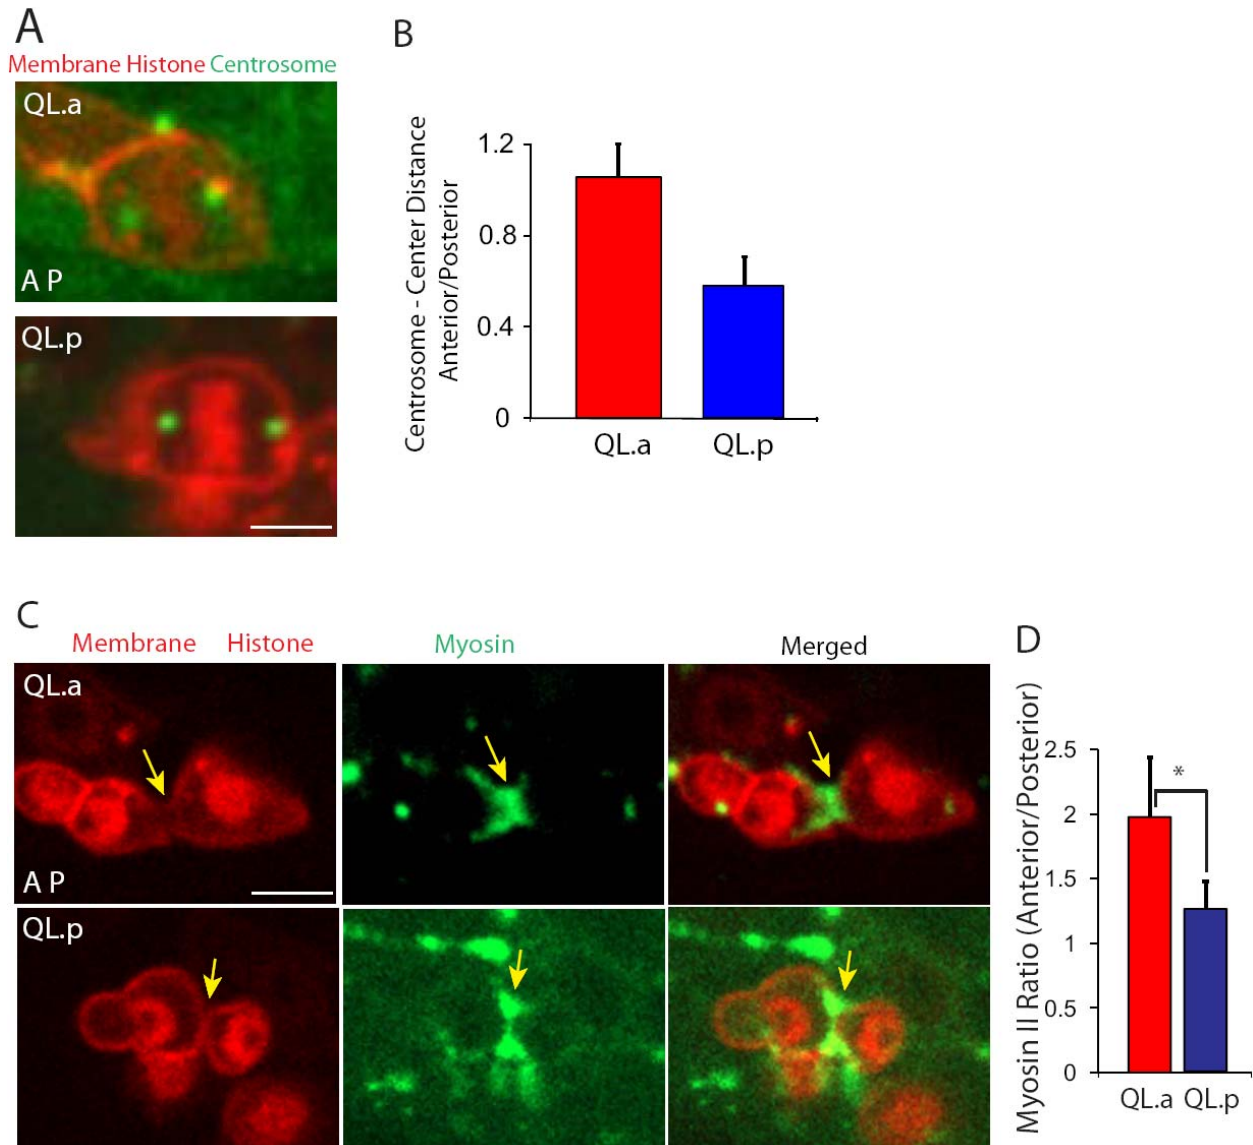 A
Membrane Histone Centrosome
QL.a
A P
QL.p
B
Centrosome - Center Distance
Anterior/Posterior
1.2
0.8
0.4
0
QL.a QL.p
C
Membrane Histone Myosin Merged
QL.a
A P
QL.p
D
Myosin II Ratio (Anterior/Posterior)
2.5
2
1.5
1
0.5
0
*
QL.a QL.p